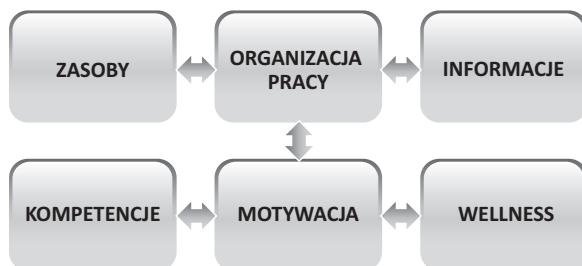 ZASOBY
ORGANIZACJA
PRACY
INFORMACJE
KOMPETENCJE
MOTYWACJA
WELLNESS